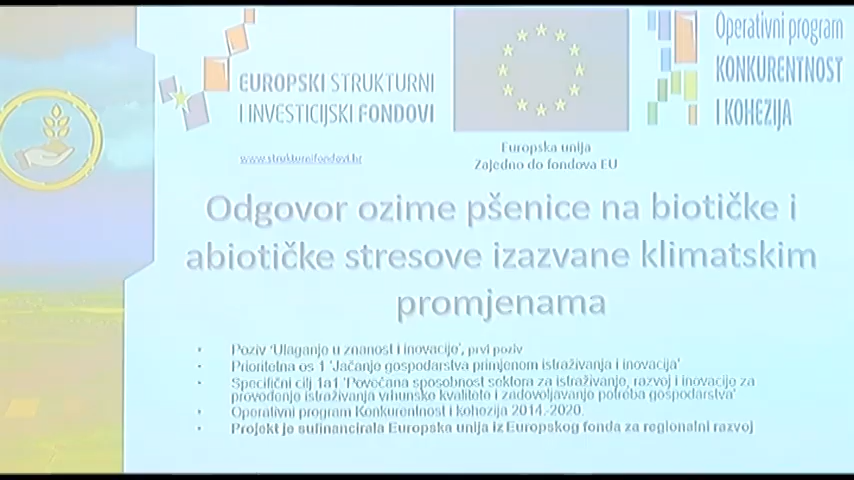 EUROPSKI STRUKTURNI
I INVESTICIJSKI FONDOVI
www.strukturnifondovi.hr
Europska unija
Zajedno do fondova EU
Operativni program
KONKURENTNOST
I KOHEZIJA
Odgovor ozime pšenice na biotičke i
abiotičke stresove izazvane klimatskim
promjenama
• Poziv 'Ulaganje u znanost i inovacije', prvi poziv
• Prioritetna os 1 'Jačanje gospodarstva primjenom istraživanja i inovacija'
• Specifični cilj 1a1 'Povećana sposobnost sektora za istraživanje, razvoj i inovacije za
provođenje istraživanja vrhunske kvalitete i zadovoljavanje potreba gospodarstva'
• Operativni program Konkurentnost i kohezija 2014.-2020.
• Projekt je sufinancirala Europska unija iz Europskog fonda za regionalni razvoj